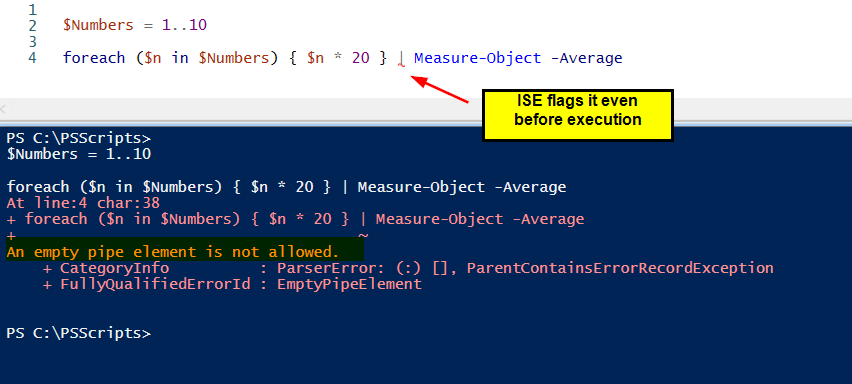 1
2 $Numbers = 1..10
3
4 foreach ($n in $Numbers) { $n * 20 } | Measure-Object -Average
ISE flags it even
before execution
PS C:\PSScripts>
$Numbers = 1..10
foreach ($n in $Numbers) { $n * 20 } | Measure-Object -Average
At line:4 char:38
+ foreach ($n in $Numbers) { $n * 20 } | Measure-Object -Average
+                                      ~
An empty pipe element is not allowed.
    + CategoryInfo          : ParserError: (:) [], ParentContainsErrorRecordException
    + FullyQualifiedErrorId : EmptyPipeElement
PS C:\PSScripts>